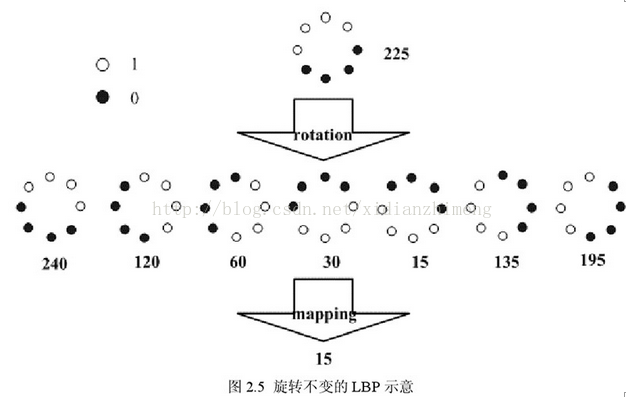 225
1
0
rotation
http://blog.csdn.net/xidianzhimeng
240 120 60 30 15 135 195
mapping
15
图 2.5 旋转不变的 LBP 示意